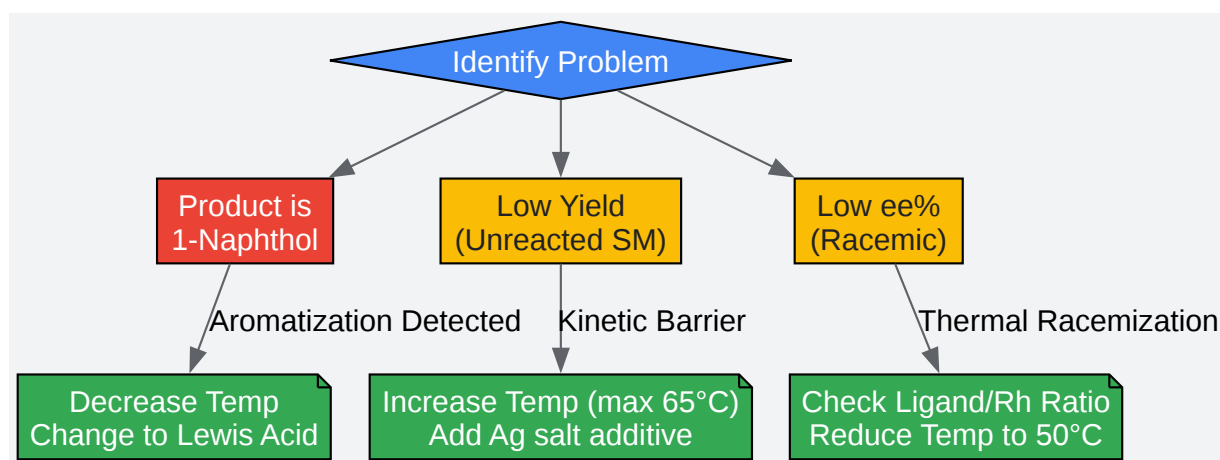 Identify Problem
Product is
1-Naphthol
Low Yield
(Unreacted SM)
Low ee%
(Racemic)
Aromatization Detected
Kinetic Barrier
Thermal Racemization
Decrease Temp
Change to Lewis Acid
Increase Temp (max 65°C)
Add Ag salt additive
Check Ligand/Rh Ratio
Reduce Temp to 50°C